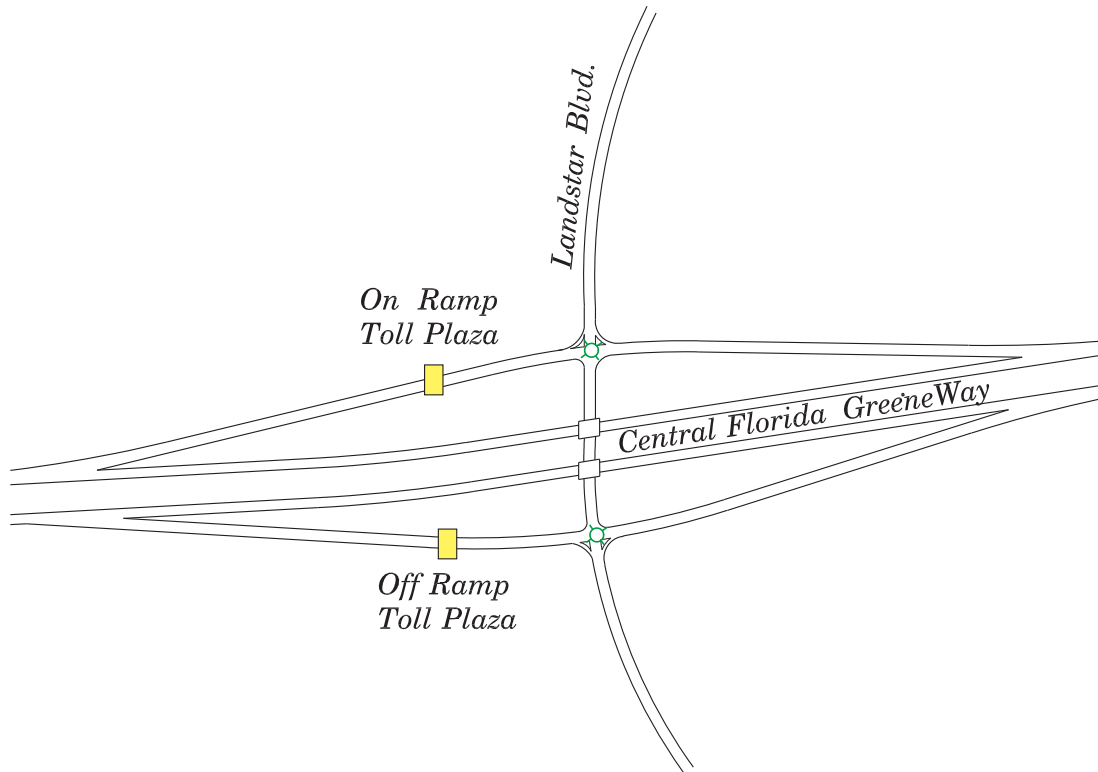 Landstar Blvd.
On Ramp
Toll Plaza
Central Florida GreeneWay
Off Ramp
Toll Plaza